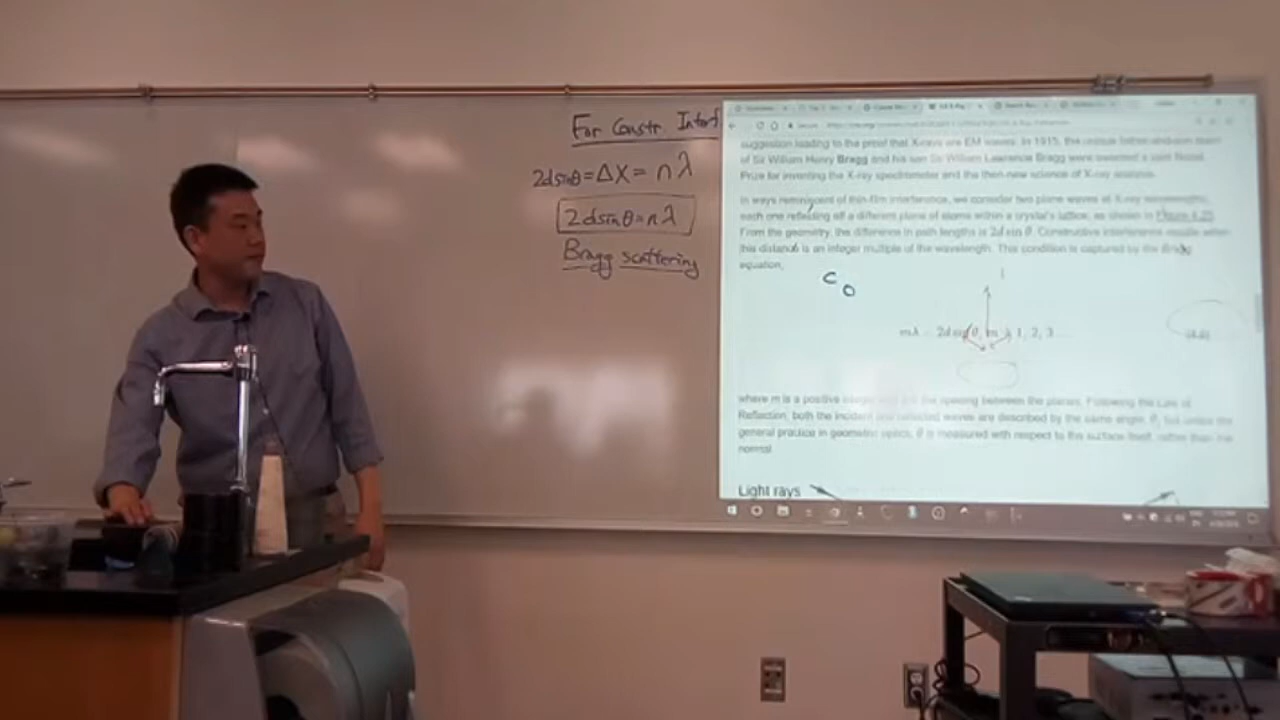 For Constr. Interf
2dsinθ = ΔX = nλ
2dsinθ = nλ
Bragg scattering
suggestion leading to the proof that X-rays are EM waves. In 1915, the unique father-and-son team
of Sir William Henry Bragg and his son Sir William Lawrence Bragg were awarded a joint Nobel
Prize for inventing the X-ray spectrometer and the then-new science of X-ray analysis.
In ways reminiscent of thin-film interference, we consider two plane waves at X-ray wavelengths,
each one reflecting off a different plane of atoms within a crystal's lattice, as shown in Figure
From the geometry, the difference in path lengths is 2d sin θ. Constructive interference results when
this distance is an integer multiple of the wavelength. This condition is captured by the Bragg
equation,
C
0
mλ 2d sin θ, m 1, 2, 3
where m is a positive the spacing between the planes. Following the Law of
Reflection, both the incident and reflected waves are described by the same angle, θ, but unlike the
general practice in geometric optics, θ is measured with respect to the surface itself, rather than the
normal
Light rays